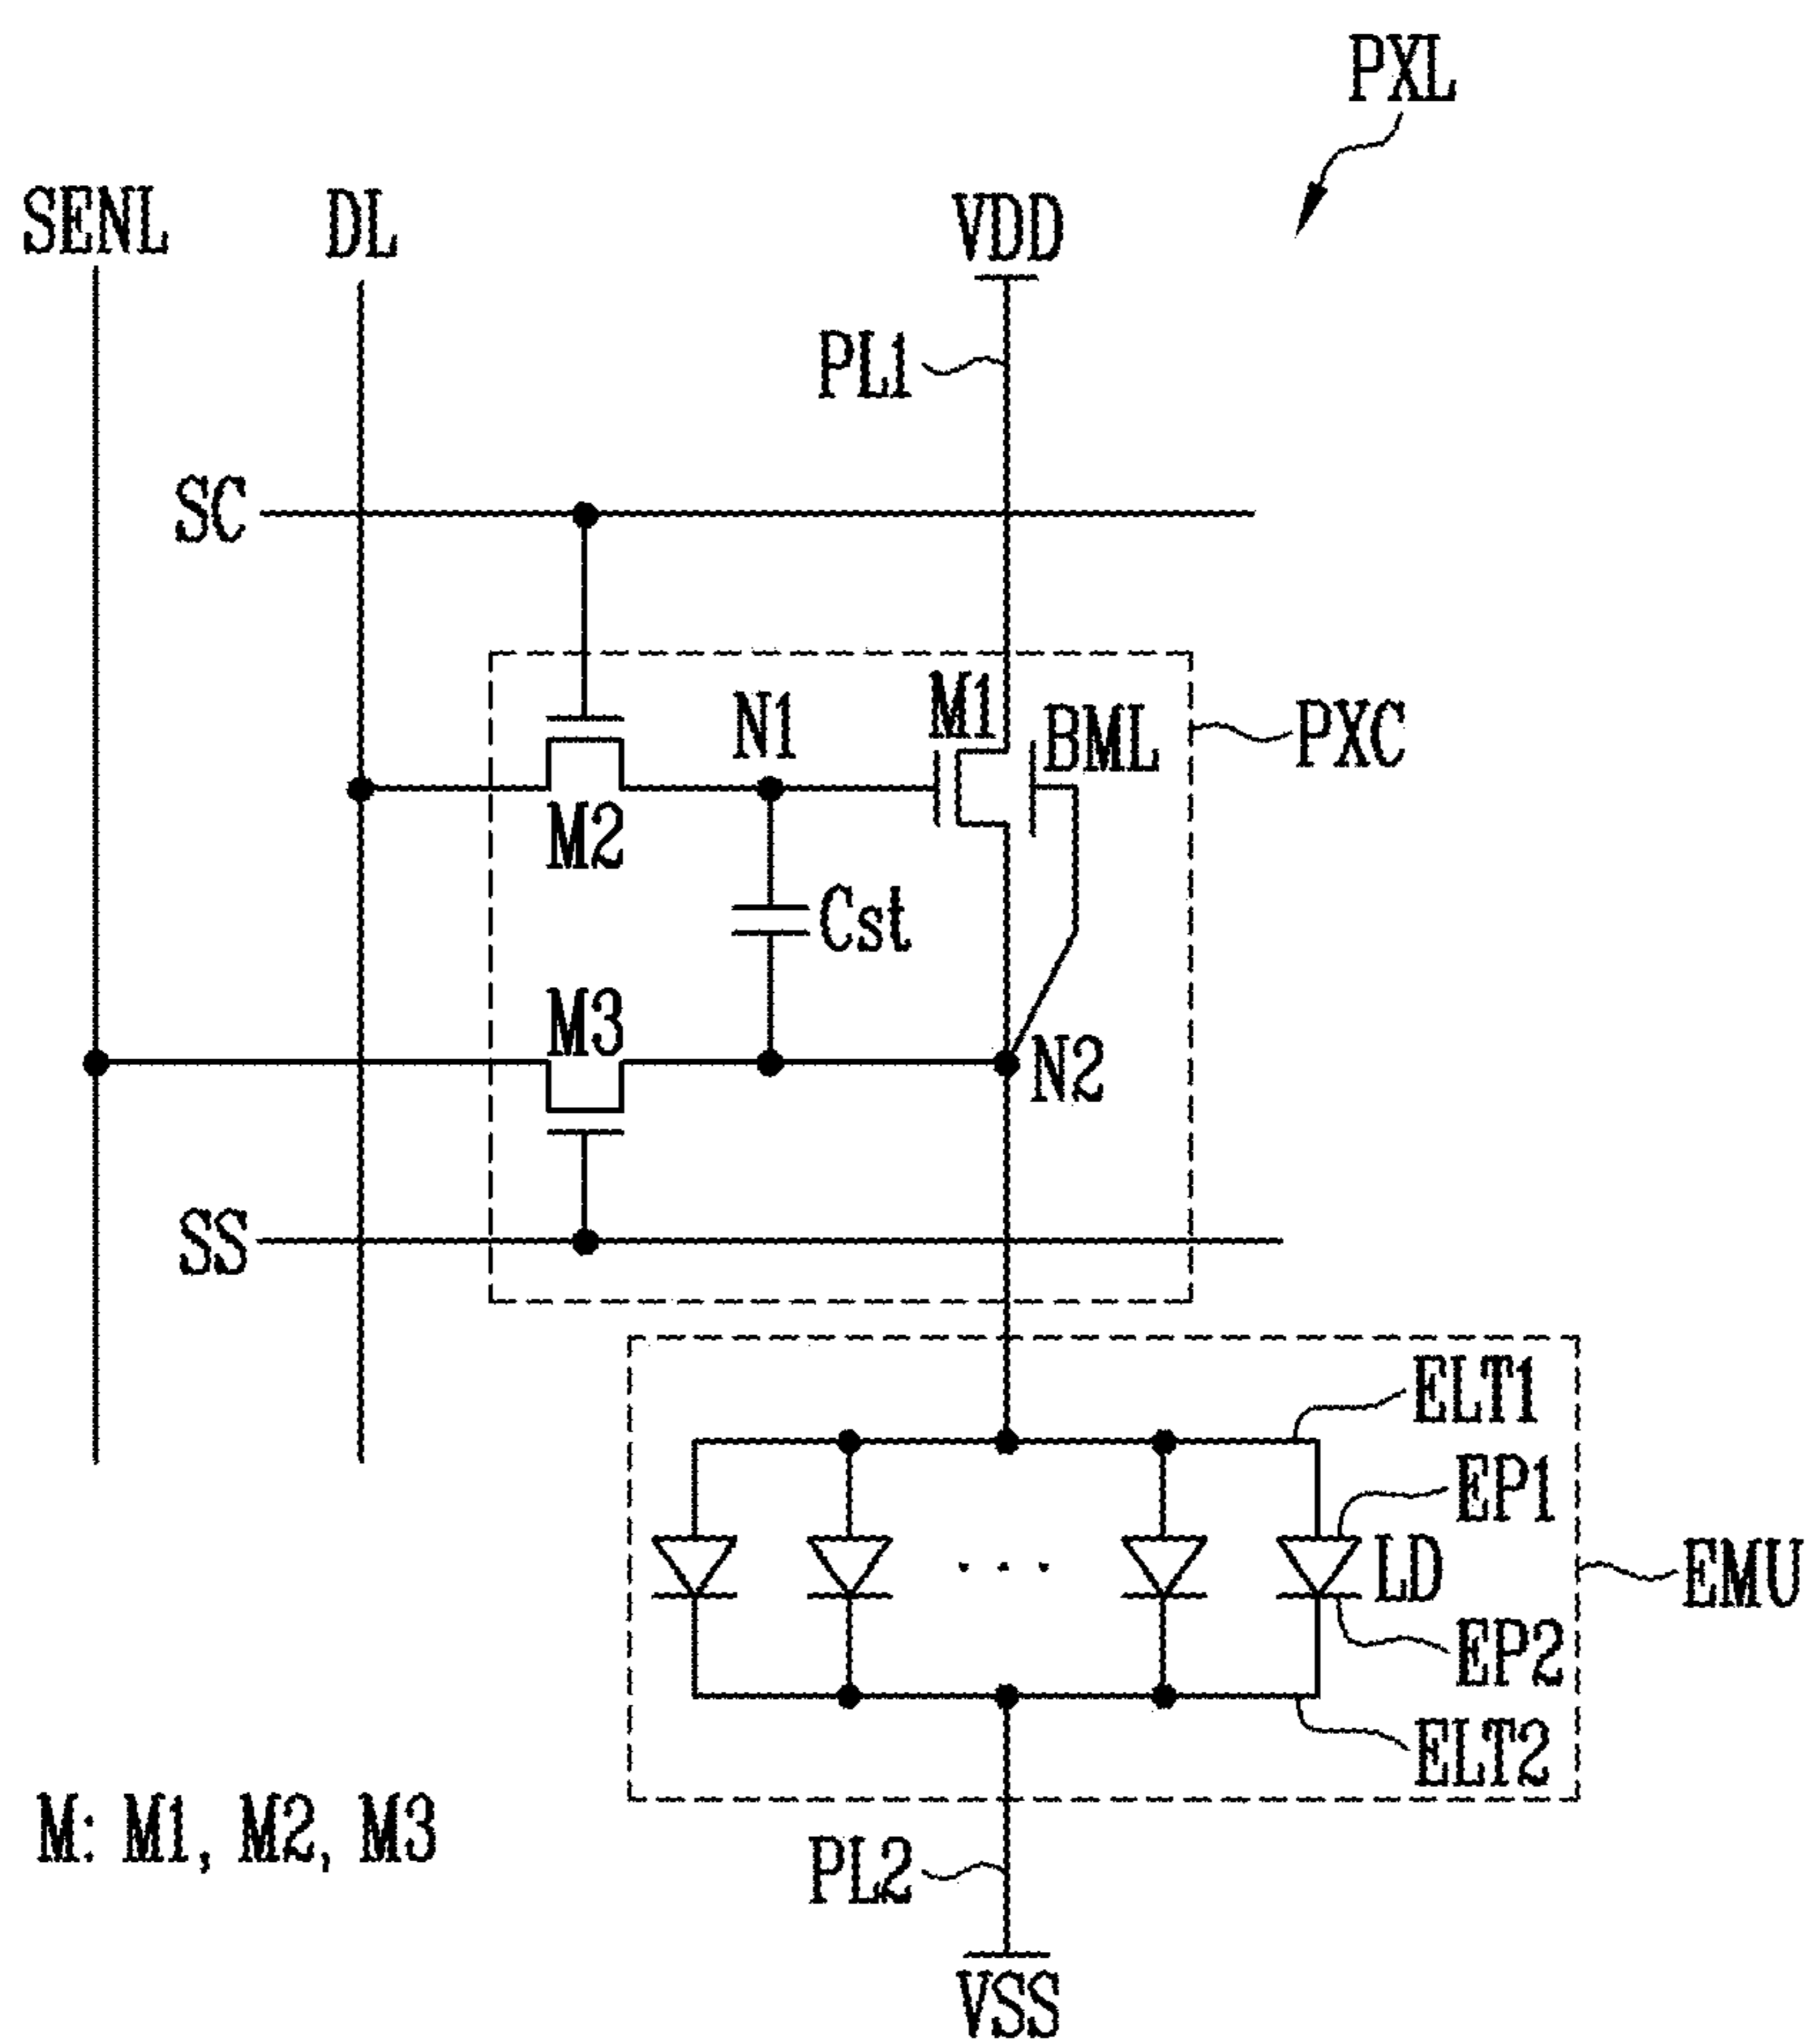 PXL
SENL
DL
VDD
PL1
SC
M1
N1
BML
PXC
M2
Cst
M3
N2
SS
ELT1
EP1
LD
EMU
EP2
ELT2
M: M1, M2, M3
PL2
VSS